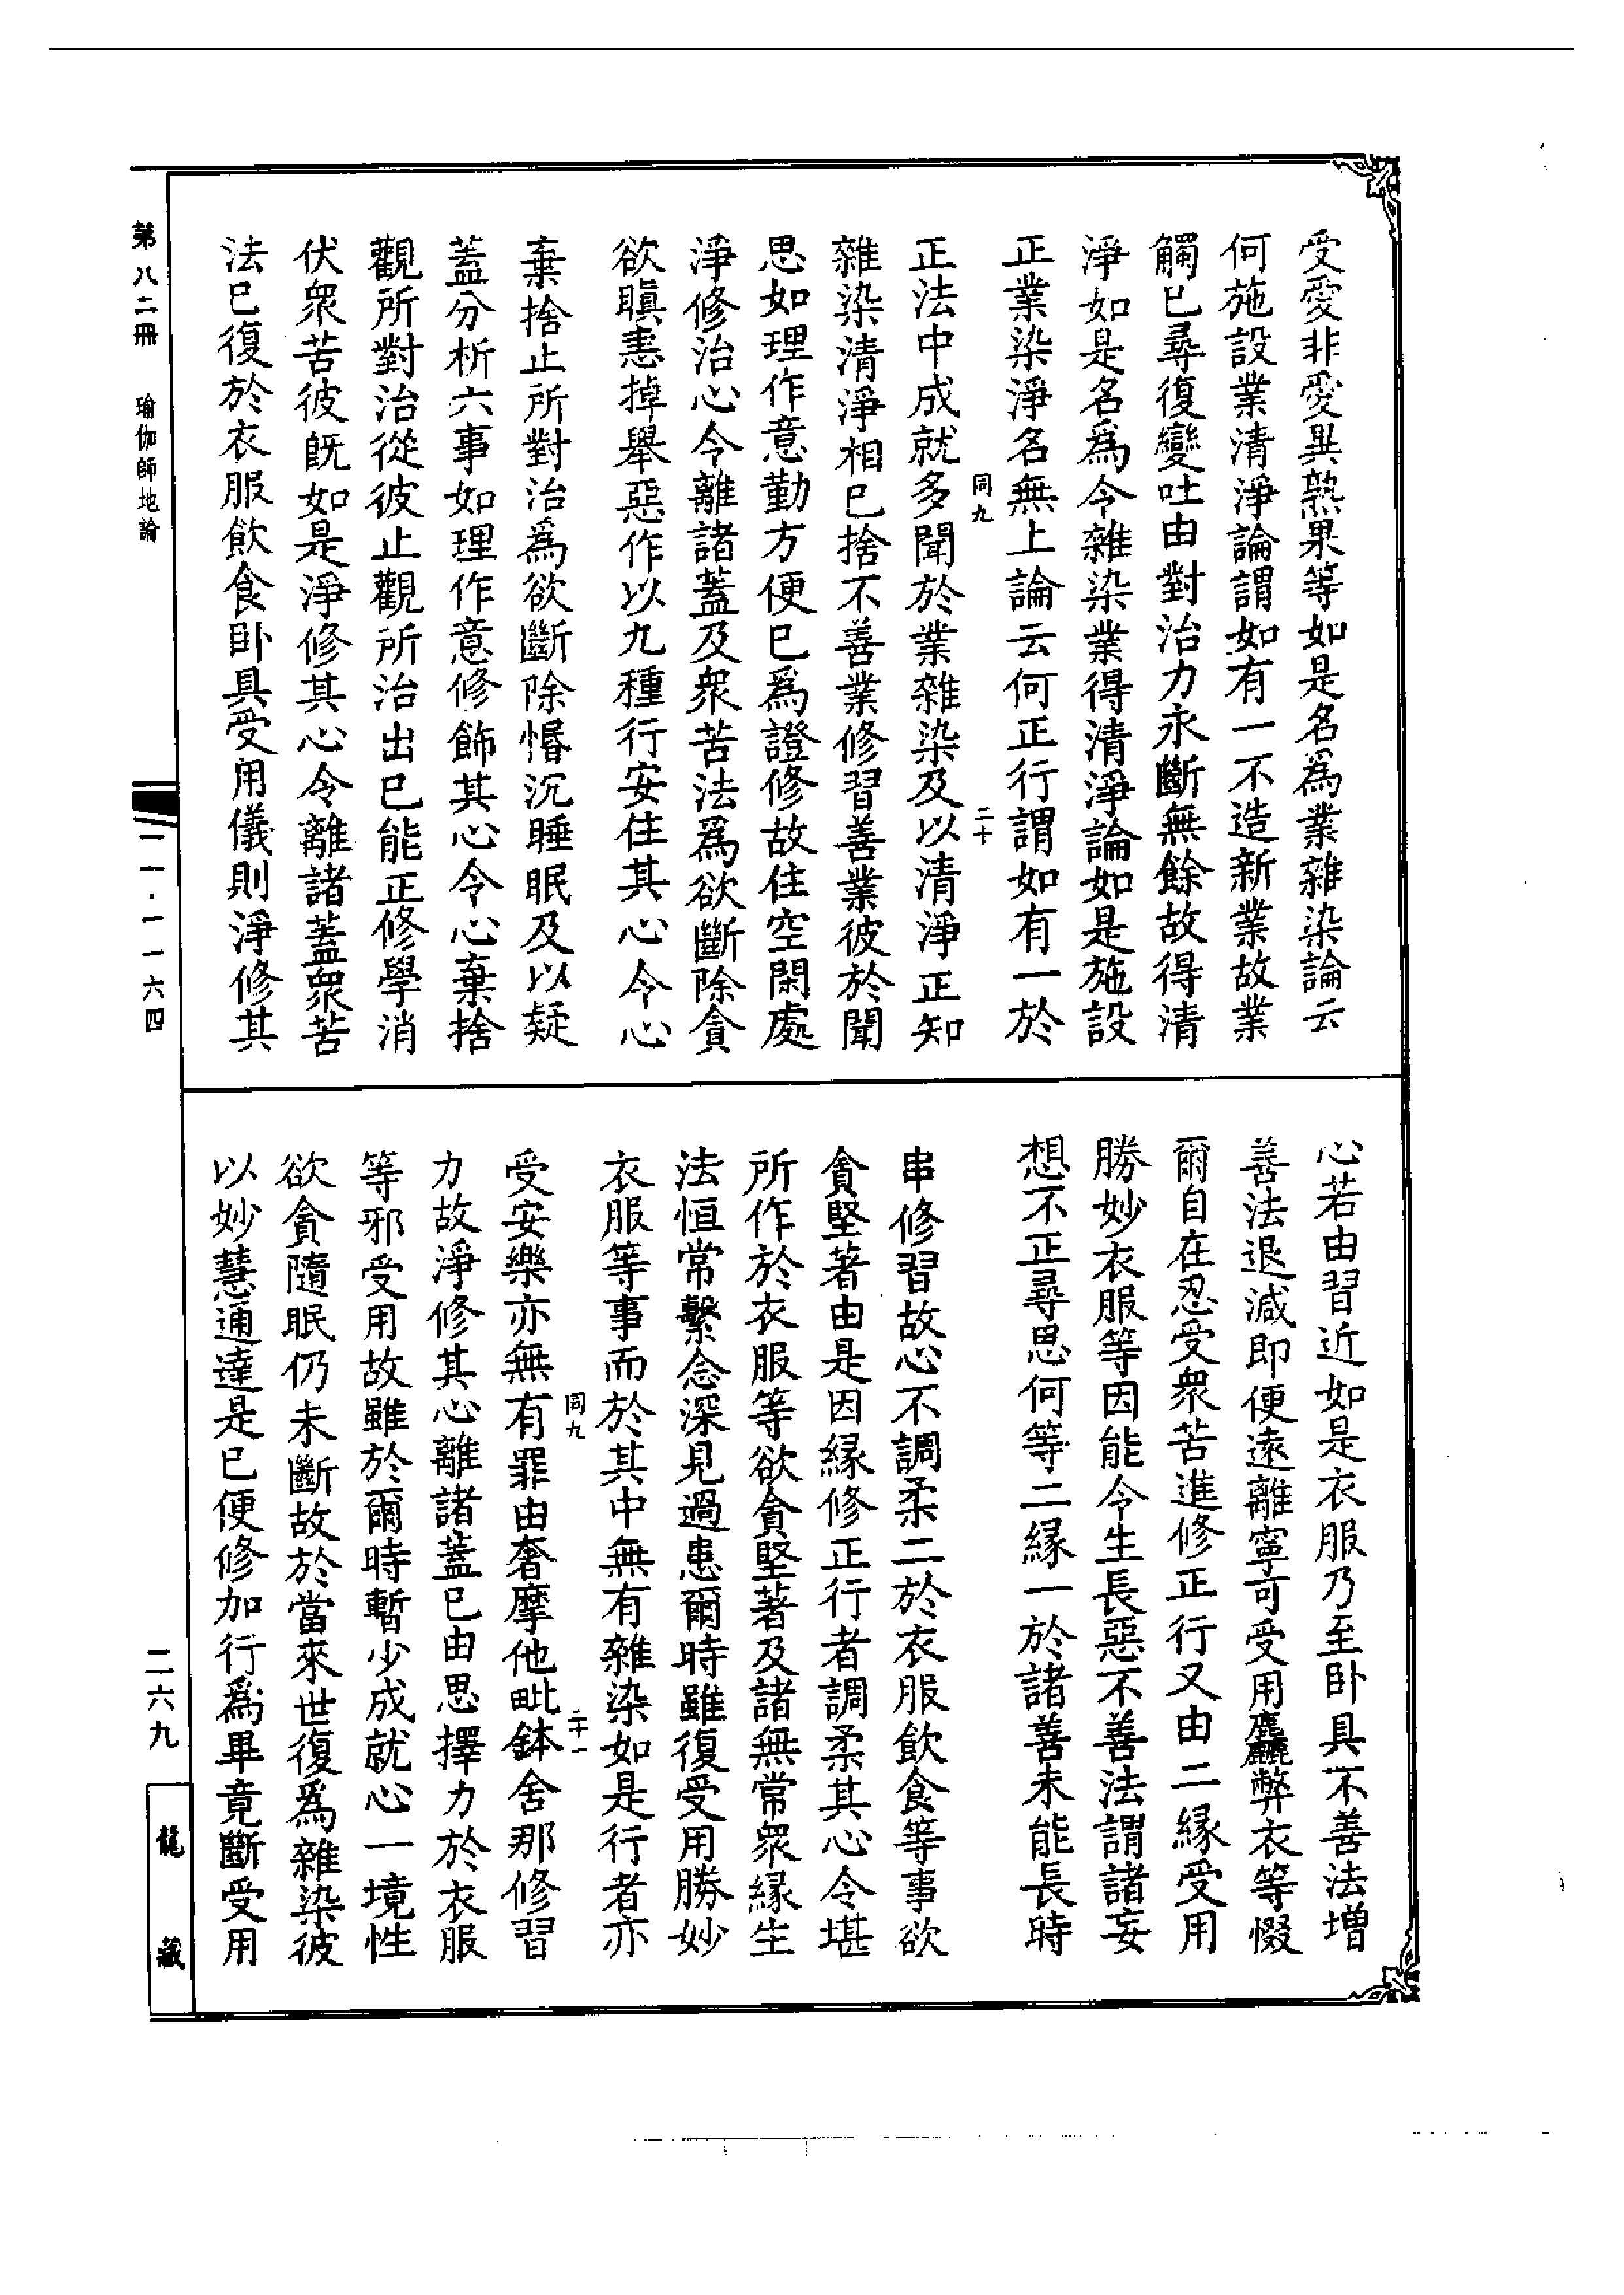 受愛非愛異熟果等如是名爲業雜染論云
何施設業清淨論謂如有一不造新業故業
觸已尋復變吐由對治力永斷無餘故得清
淨如是名爲令雜染業得清淨論如是施設
正業染淨名無上論云何正行謂如有一於
同九
二十
正法中成就多聞於業雜染及以清淨正知
雜染清淨相已捨不善業修習善業彼於聞
思如理作意勤方便已爲證修故住空閑處
淨修治心令離諸蓋及衆苦法爲欲斷除貪
欲瞋恚掉舉惡作以九種行安住其心令心
棄捨止所對治爲欲斷除惛沉睡眠及以疑
蓋分析六事如理作意修飾其心令心棄捨
觀所對治從彼止觀所治出已能正修學消
伏衆苦彼旣如是淨修其心令離諸蓋衆苦
法已復於衣服飲食卧具受用儀則淨修其
心若由習近如是衣服乃至卧具不善法增
善法退減即便遠離寧可受用麤弊衣等惙
爾自在忍受衆苦進修正行又由二緣受用
勝妙衣服等因能令生長惡不善法謂諸妄
想不正尋思何等二緣一於諸善未能長時
串修習故心不調柔二於衣服飲食等事欲
貪堅著由是因緣修正行者調柔其心令堪
所作於衣服等欲貪堅著及諸無常衆緣生
法恒常繫念深見過患爾時雖復受用勝妙
衣服等事而於其中無有雜染如是行者亦
同九
二十一
受安樂亦無有罪由奢摩他毗鉢舍那修習
力故淨修其心離諸蓋已由思擇力於衣服
等邪受用故雖於爾時暫少成就心一境性
欲貪隨眠仍未斷故於當來世復爲雜染彼
以妙慧通達是已便修加行爲畢竟斷受用
第八二冊　瑜伽師地論
一一·一一六四
二六九
龍藏